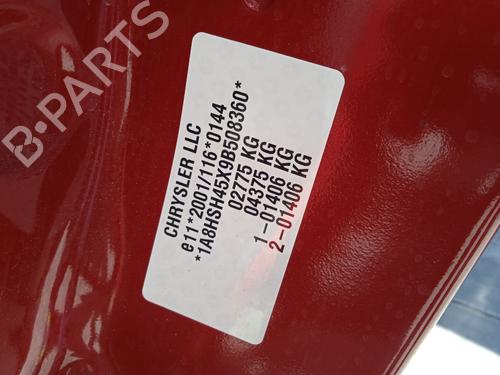 CHRYSLER LLC
e11*2001/116*0144
*1A8HSH45X9B508360*
02775 KG
04375 KG
1-01406 KG
2-01406 KG
B-PARTS